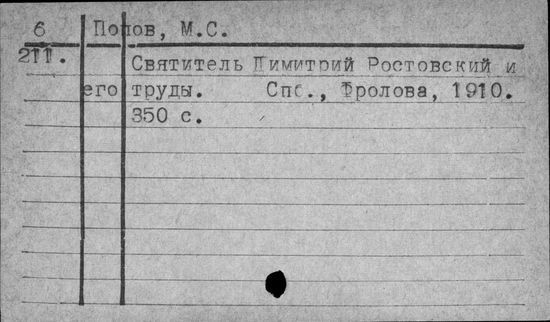 6 Попов, М.С.
211.
Святитель Димитрий Ростовский и
его труды. Спб., Фролова, 1910.
350 с.